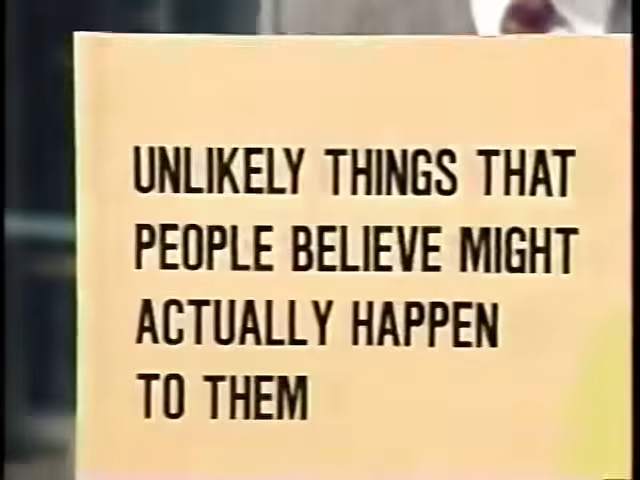 UNLIKELY THINGS THAT
PEOPLE BELIEVE MIGHT
ACTUALLY HAPPEN
TO THEM